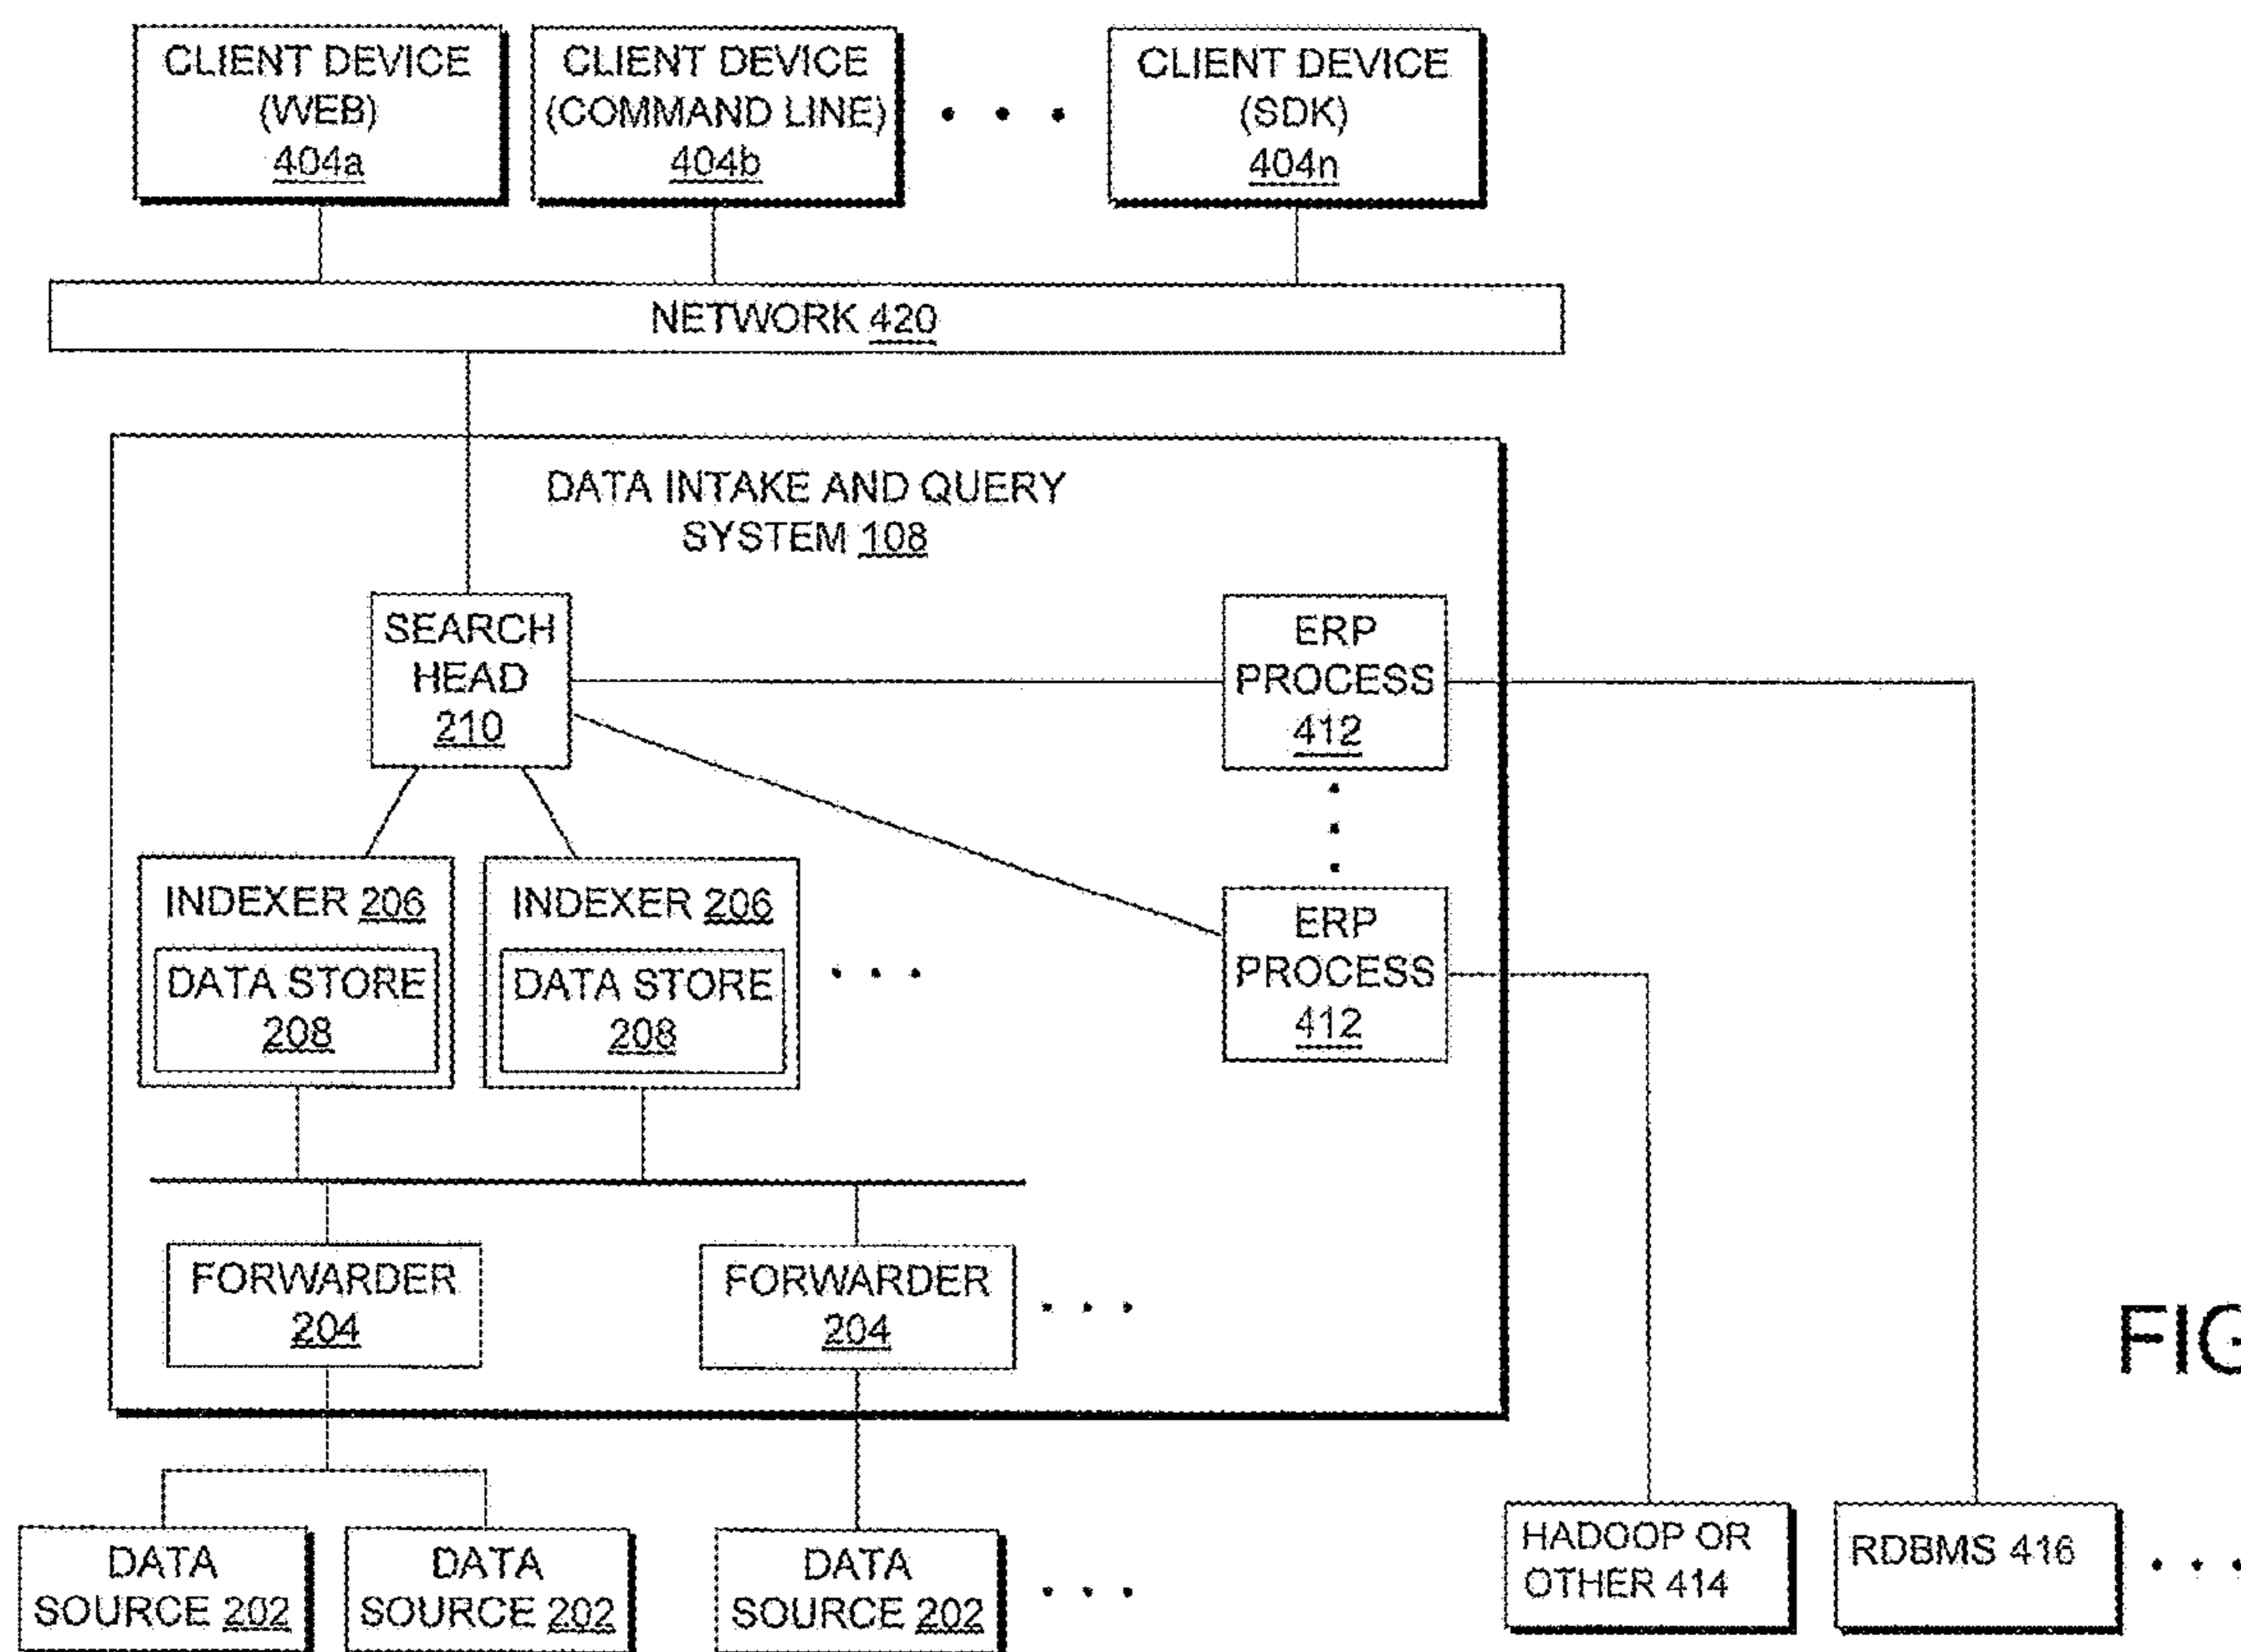 CLIENT DEVICE
(WEB)
404a
CLIENT DEVICE
(COMMAND LINE)
404b
CLIENT DEVICE
(SDK)
404n
NETWORK 420
DATA INTAKE AND QUERY
SYSTEM 108
SEARCH
HEAD
210
ERP
PROCESS
412
INDEXER 206
DATA STORE
208
INDEXER 206
DATA STORE
208
ERP
PROCESS
412
FORWARDER
204
FORWARDER
204
FIG
DATA
SOURCE 202
DATA
SOURCE 202
DATA
SOURCE 202
HADOOP OR
OTHER 414
RDBMS 416